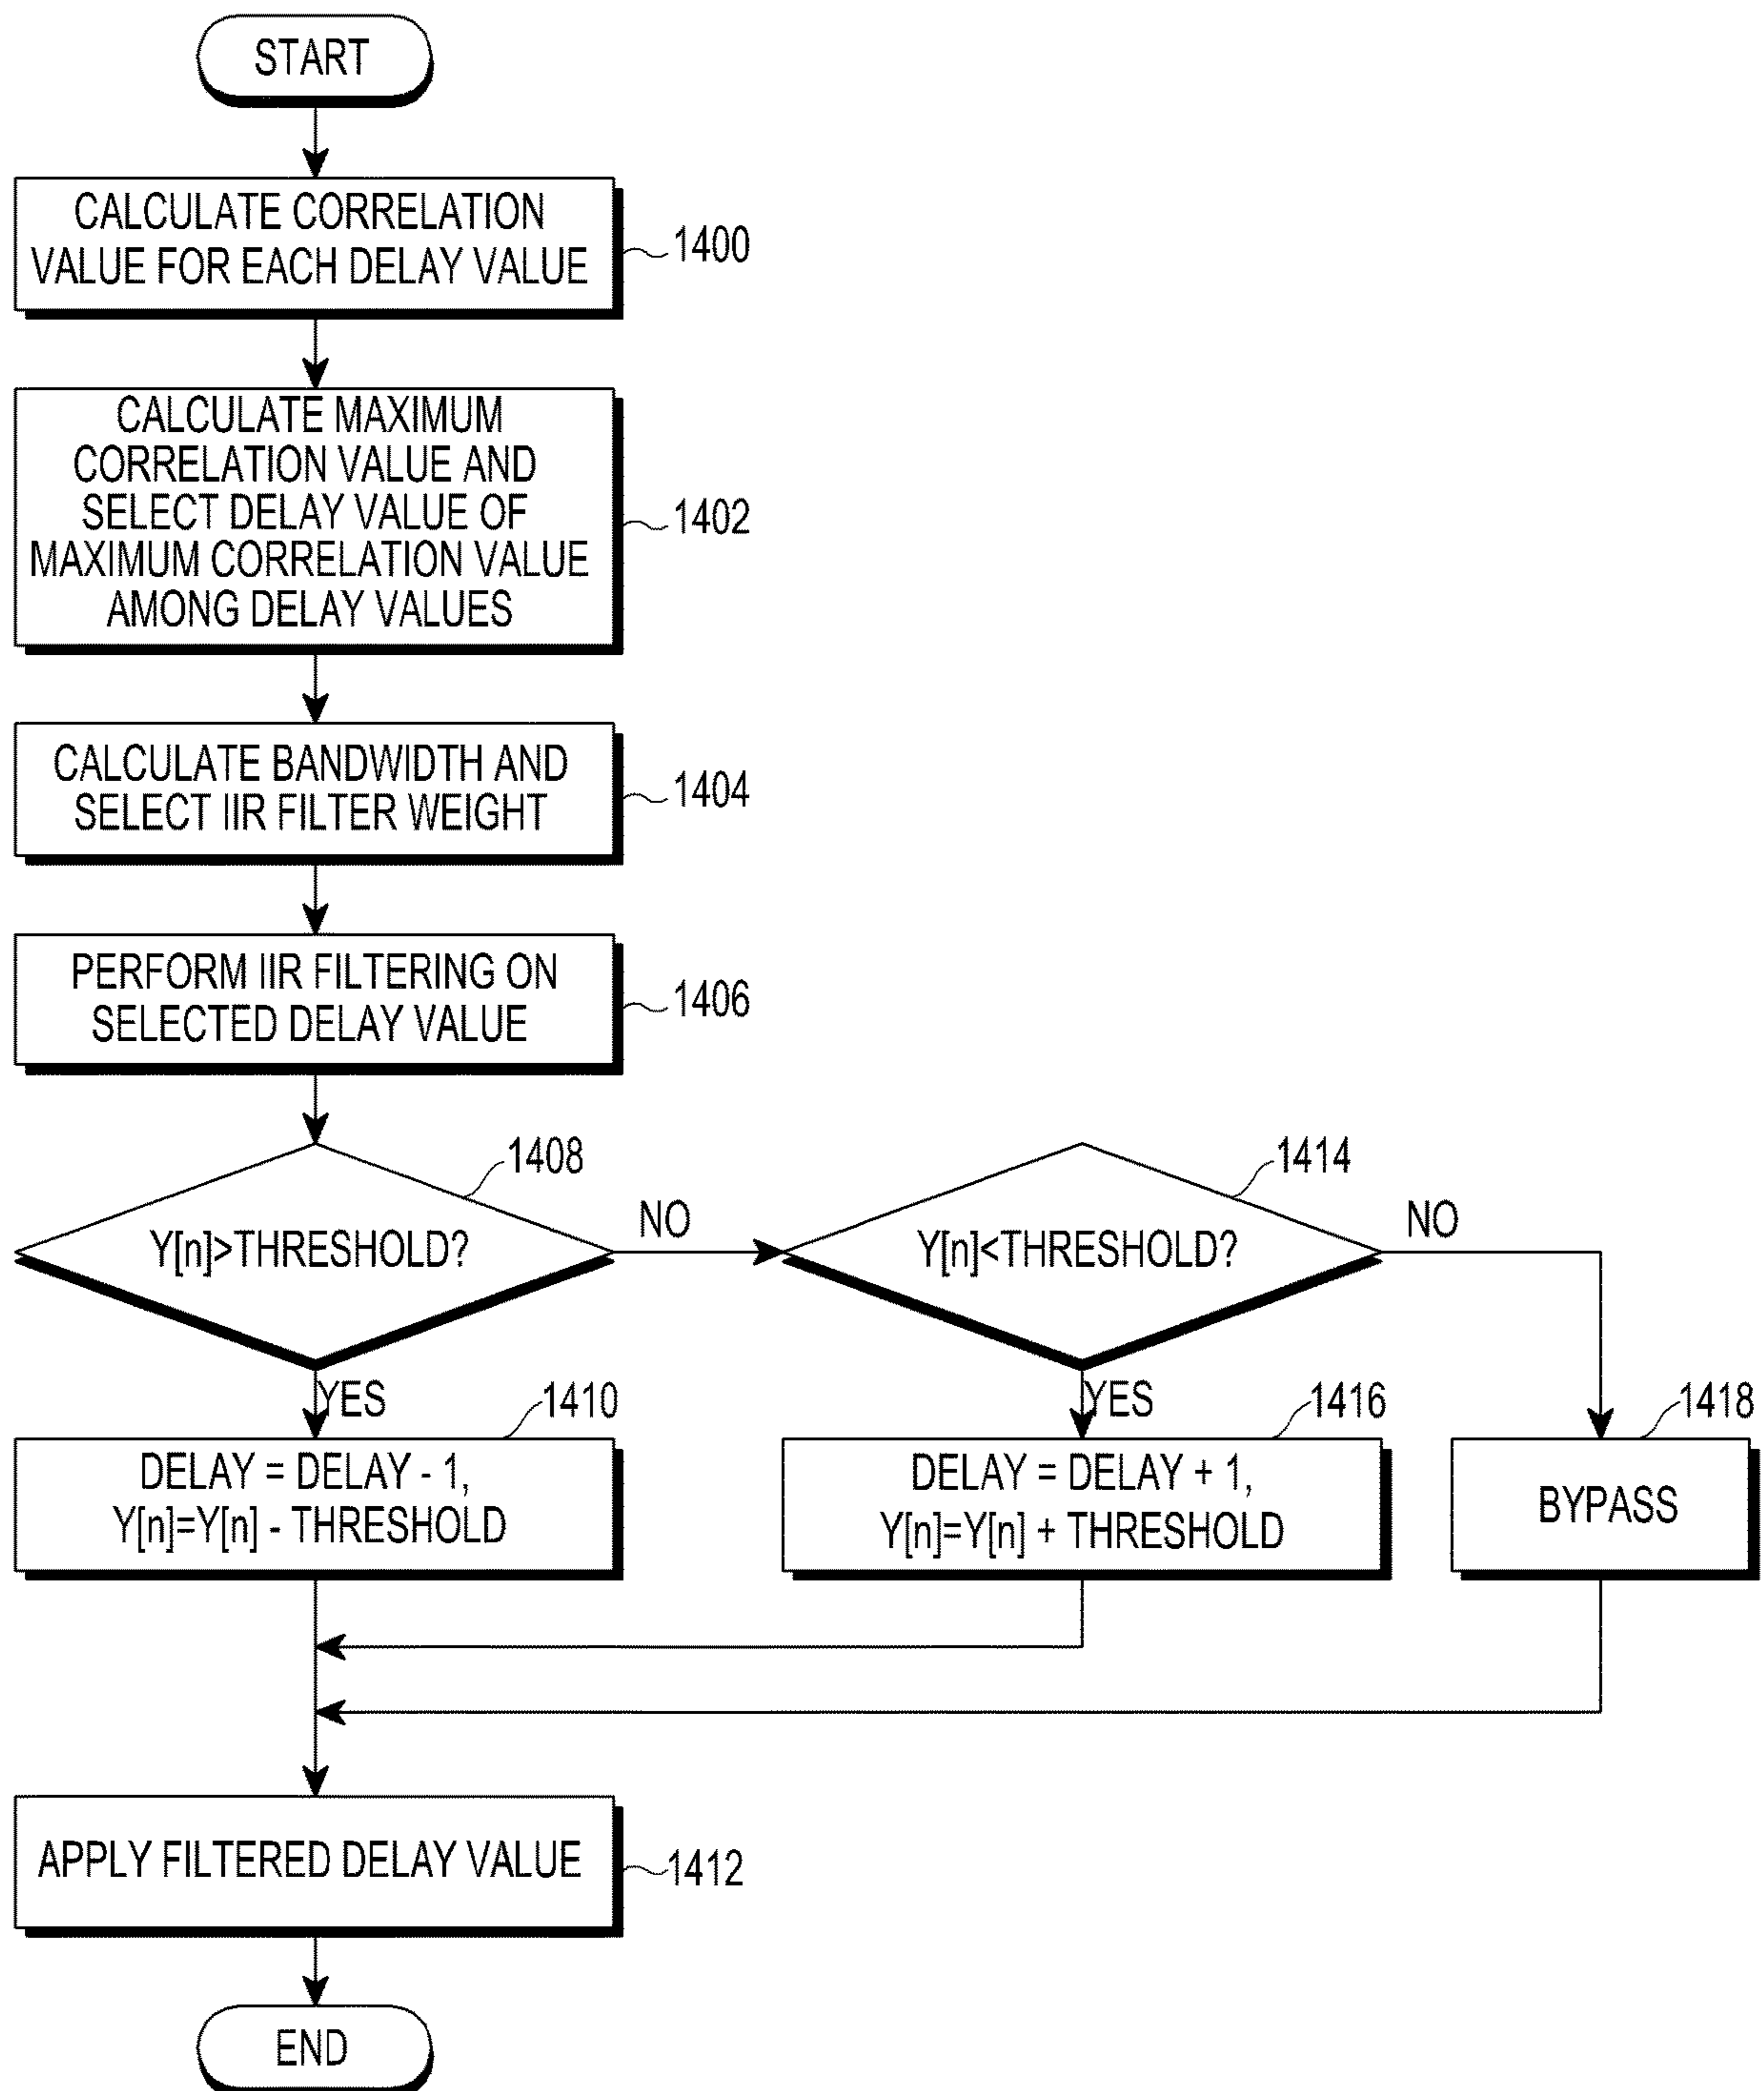 START
CALCULATE CORRELATION
VALUE FOR EACH DELAY VALUE
1400
CALCULATE MAXIMUM
CORRELATION VALUE AND
SELECT DELAY VALUE OF
MAXIMUM CORRELATION VALUE
AMONG DELAY VALUES
1402
CALCULATE BANDWIDTH AND
SELECT IIR FILTER WEIGHT
1404
PERFORM IIR FILTERING ON
SELECTED DELAY VALUE
1406
1408
Y[n]>THRESHOLD?
NO
1414
Y[n]<THRESHOLD?
NO
YES
1410
DELAY = DELAY - 1,
Y[n]=Y[n] - THRESHOLD
YES
1416
DELAY = DELAY + 1,
Y[n]=Y[n] + THRESHOLD
1418
BYPASS
APPLY FILTERED DELAY VALUE
1412
END